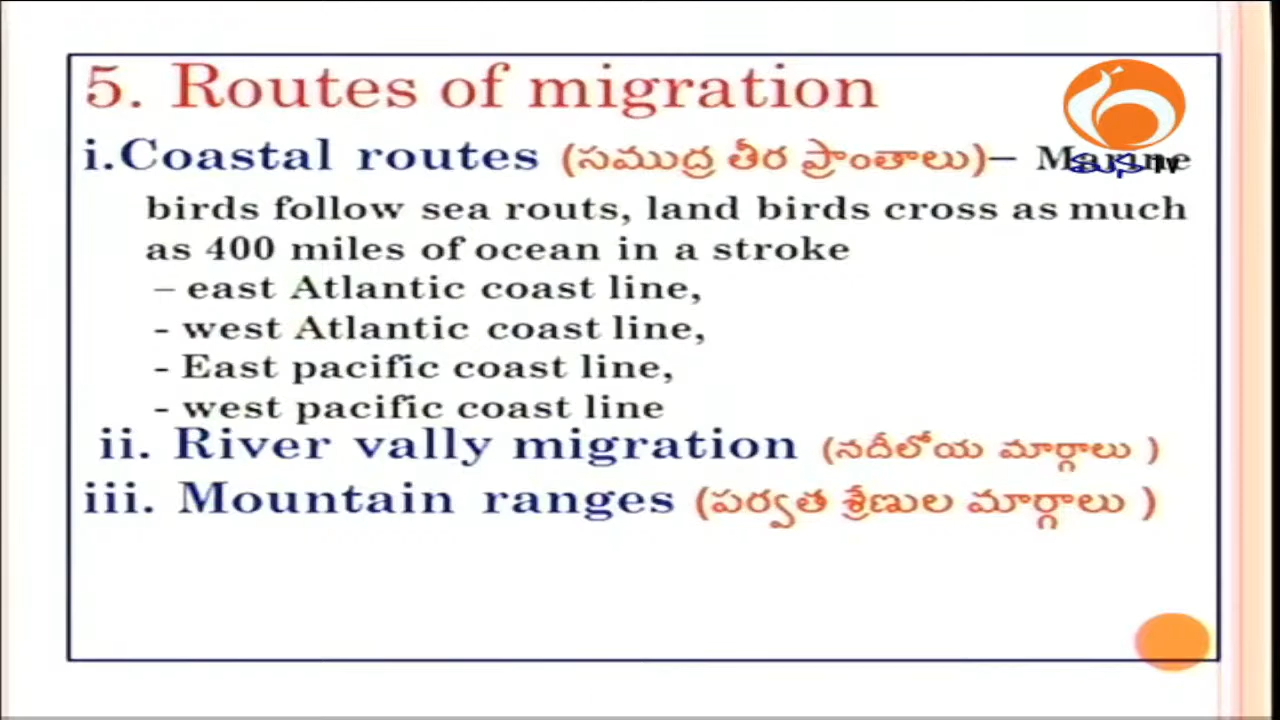 5. Routes of migration
i.Coastal routes (సముద్ర తీర ప్రాంతాలు)– Marine
birds follow sea routs, land birds cross as much
as 400 miles of ocean in a stroke
– east Atlantic coast line,
- west Atlantic coast line,
- East pacific coast line,
- west pacific coast line
ii. River vally migration (నదీలోయ మార్గాలు )
iii. Mountain ranges (పర్వత శ్రేణుల మార్గాలు )